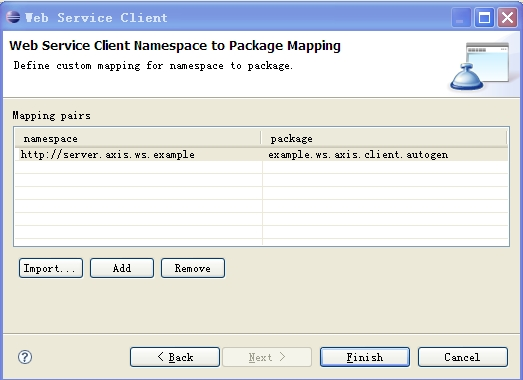 Web Service Client
Web Service Client Namespace to Package Mapping
Define custom mapping for namespace to package.
Mapping pairs
namespace package
http://server.axis.ws.example example.ws.axis.client.autogen
Import... Add Remove
? < Back Next > Finish Cancel